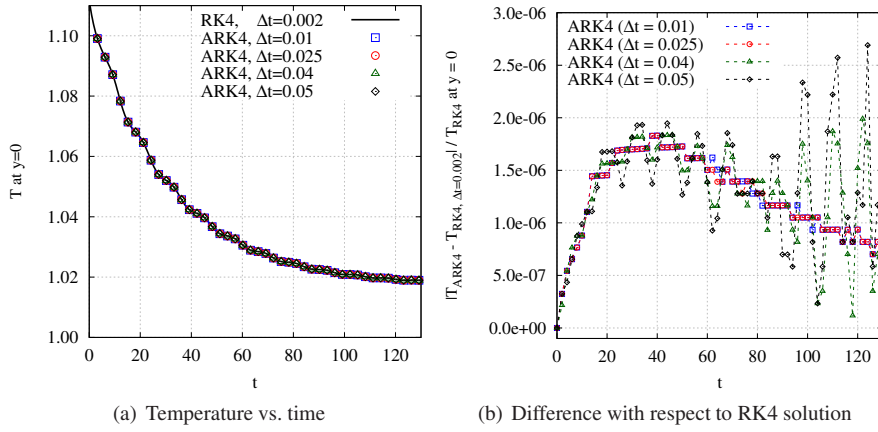 T at y=0
1.10
1.08
1.06
1.04
1.02
1.00
0 20 40 60 80 100 120
t
RK4, Δt=0.002
ARK4, Δt=0.01
ARK4, Δt=0.025
ARK4, Δt=0.04
ARK4, Δt=0.05
(a) Temperature vs. time
|T_ARK4 - T_RK4, Δt=0.002| / T_RK4 at y = 0
3.0e-06
2.5e-06
2.0e-06
1.5e-06
1.0e-06
5.0e-07
0.0e+00
0 20 40 60 80 100 120
t
ARK4 (Δt = 0.01)
ARK4 (Δt = 0.025)
ARK4 (Δt = 0.04)
ARK4 (Δt = 0.05)
(b) Difference with respect to RK4 solution